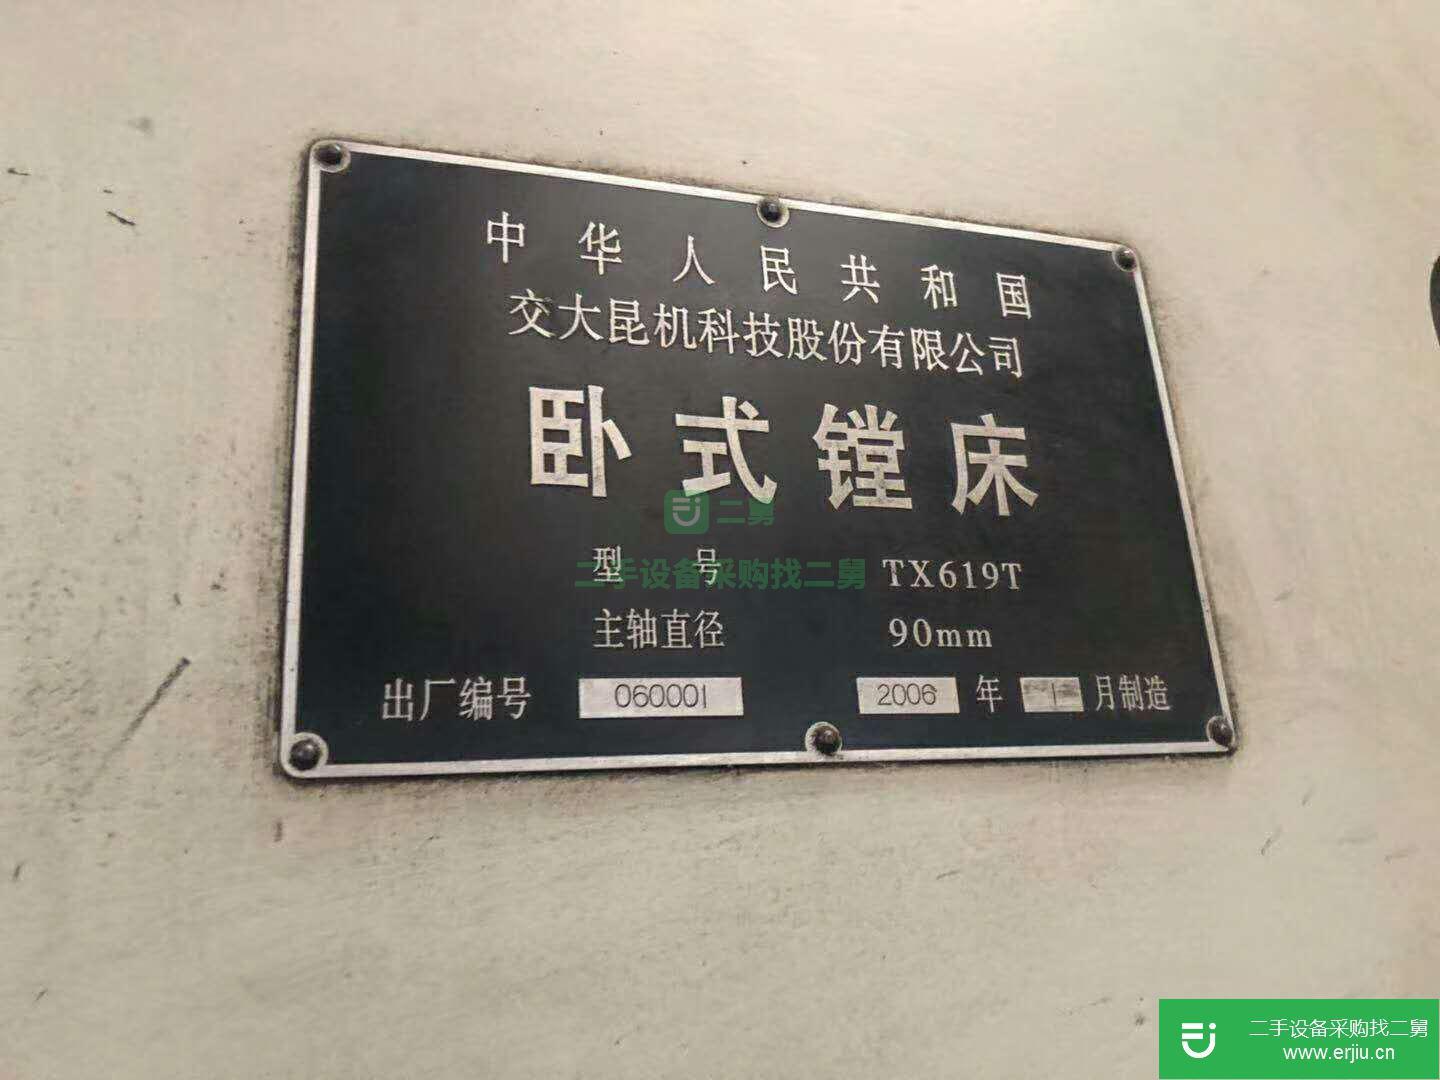 中华人民共和国
交大昆机科技股份有限公司
卧式镗床
二舅
型号 TX619T
二手设备采购找二舅
主轴直径 90mm
出厂编号 060001 2006 年 1 月制造
二手设备采购找二舅
www.erjiu.cn